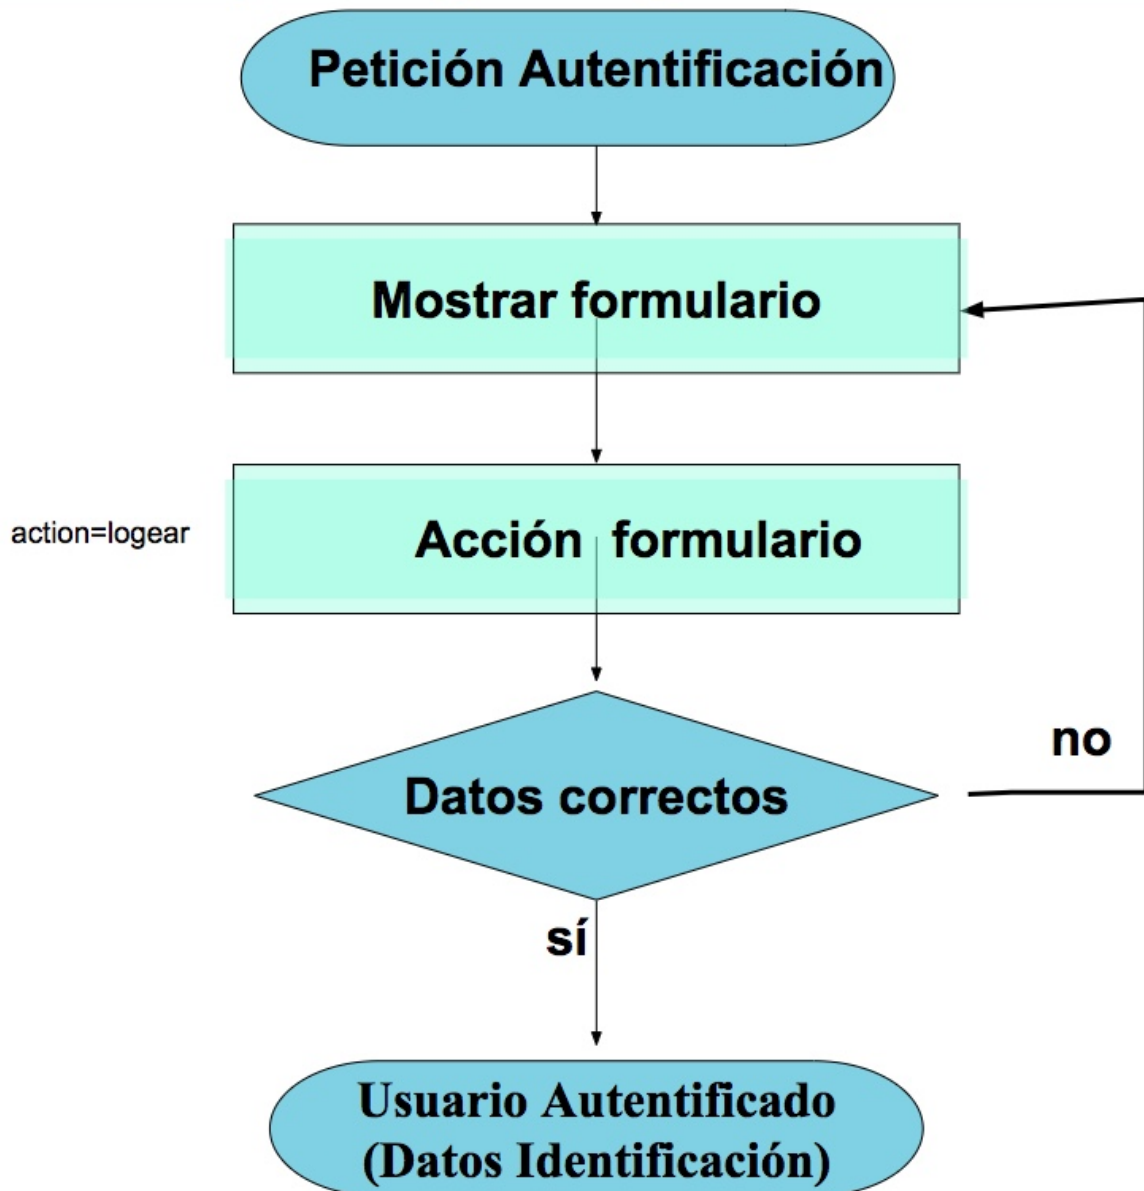 Petición Autentificación
Mostrar formulario
action=logear
Acción formulario
Datos correctos
no
sí
Usuario Autentificado
(Datos Identificación)